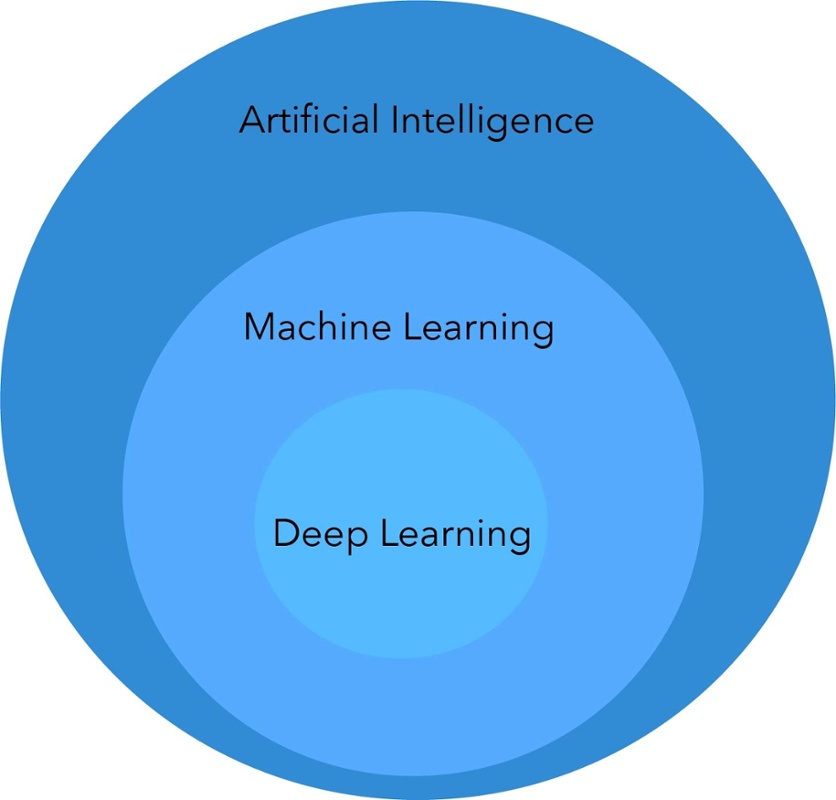 Artificial Intelligence
Machine Learning
Deep Learning